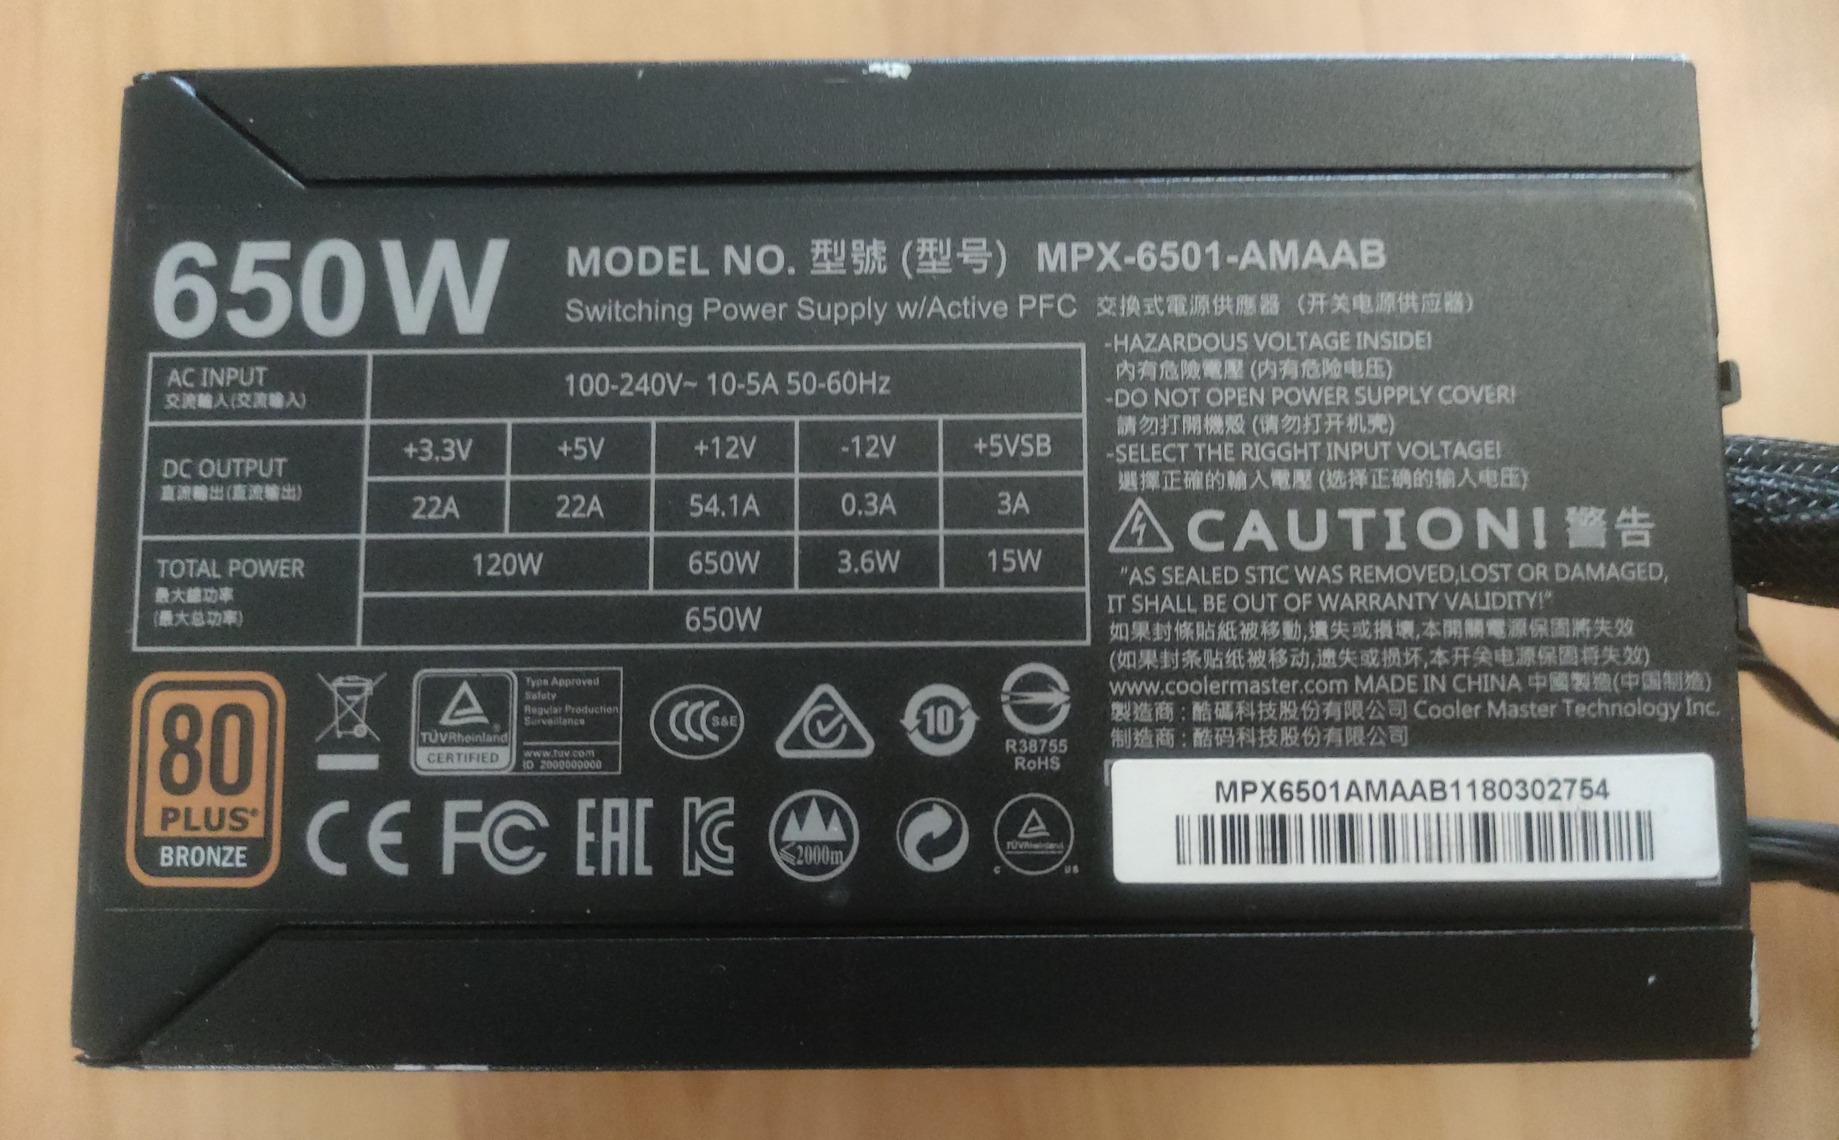 650W
MODEL NO. 型號 (型号) MPX-6501-AMAAB
Switching Power Supply w/Active PFC 交換式電源供應器 (开关电源供应器)
AC INPUT 100-240V~ 10-5A 50-60Hz
交流輸入(交流输入)
DC OUTPUT +3.3V +5V +12V -12V +5VSB
直流輸出(直流输出) 22A 22A 54.1A 0.3A 3A
TOTAL POWER 120W 650W 3.6W 15W
最大總功率
(最大总功率) 650W
-HAZARDOUS VOLTAGE INSIDE!
內有危險電壓 (内有危险电压)
-DO NOT OPEN POWER SUPPLY COVER!
請勿打開機殼 (请勿打开机壳)
-SELECT THE RIGGHT INPUT VOLTAGE!
選擇正確的輸入電壓 (选择正确的输入电压)
CAUTION! 警告
"AS SEALED STIC WAS REMOVED,LOST OR DAMAGED,
IT SHALL BE OUT OF WARRANTY VALIDITY!"
如果封條貼紙被移動,遺失或損壞,本開關電源保固將失效
(如果封条贴纸被移动,遗失或损坏,本开关电源保固将失效)
www.coolermaster.com MADE IN CHINA 中國製造(中国制造)
製造商：酷碼科技股份有限公司 Cooler Master Technology Inc.
制造商：酷码科技股份有限公司
MPX6501AMAAB1180302754
80
PLUS®
BRONZE
TÜVRheinland®
CERTIFIED
Type Approved
Safety
Regular Production
Surveillance
www.tuv.com
ID 2000000000
CCC S&E
10
R38755
RoHS
CE FC EAC KC
≤2000m
TÜVRheinland
C US